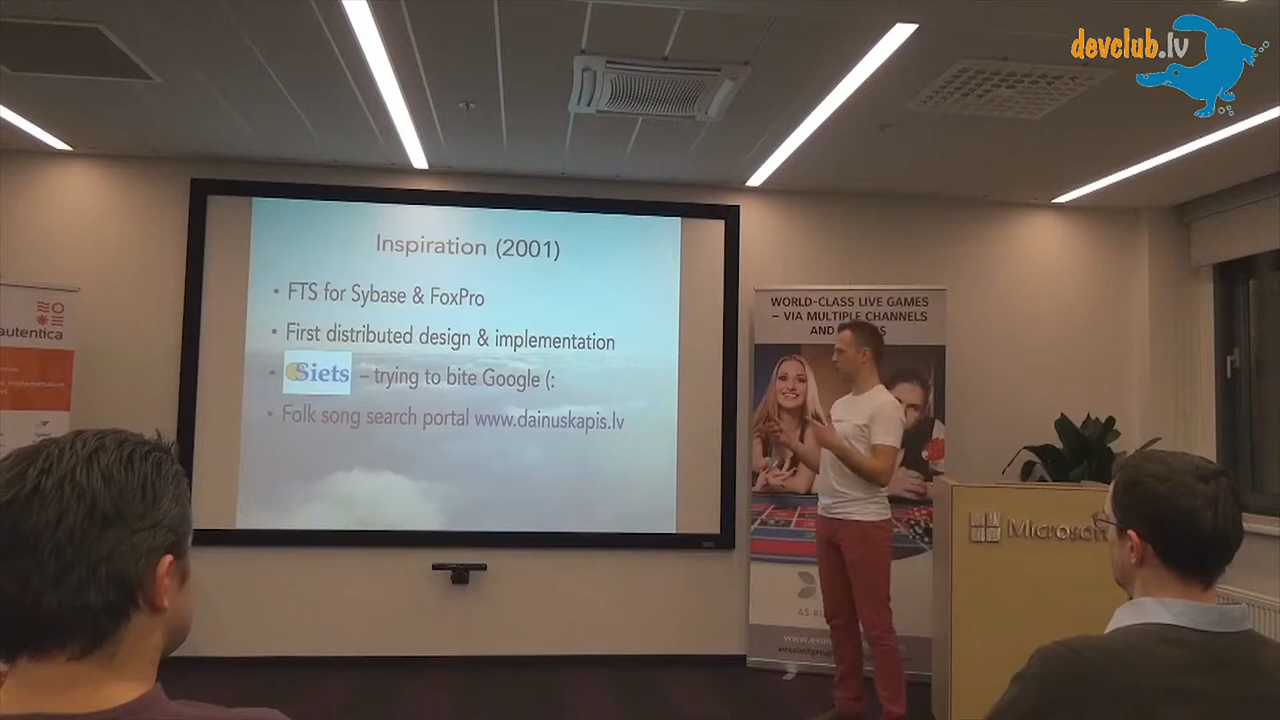 devclub.lv
Inspiration (2001)
• FTS for Sybase & FoxPro
• First distributed design & implementation
• Siets – trying to bite Google (:
• Folk song search portal www.dainuskapis.lv
autentica
WORLD-CLASS LIVE GAMES
– VIA MULTIPLE CHANNELS
AND
Microsoft